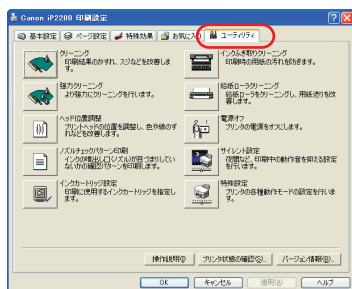 Canon iP2200 印刷設定
基本設定 ページ設定 特殊効果 お気に入り ユーティリティ
クリーニング
印刷結果のかすれ、スジなどを改善しま
す。
インクふき取りクリーニング
印刷時の用紙の汚れを防ぎます。
強力クリーニング
より強力にクリーニングを行います。
給紙ローラクリーニング
給紙ローラをクリーニングし、用紙送りを改
善します。
ヘッド位置調整
プリントヘッドの位置を調整し、色や線のず
れなどを改善します。
電源オフ
プリンタの電源をオフにします。
ノズルチェックパターン印刷
インクの噴出し口(ノズル)が目づまりしてい
ないかの確認パターンを印刷します。
サイレント設定
夜間など、印刷中の動作音を抑える設定
を行います。
インクカートリッジ設定
印刷に使用するインクカートリッジを指定し
ます。
特殊設定
プリンタの各種動作モードの設定を行いま
す。
操作説明(I) プリンタ状態の確認(S)... バージョン情報(B)...
OK キャンセル 適用(A) ヘルプ